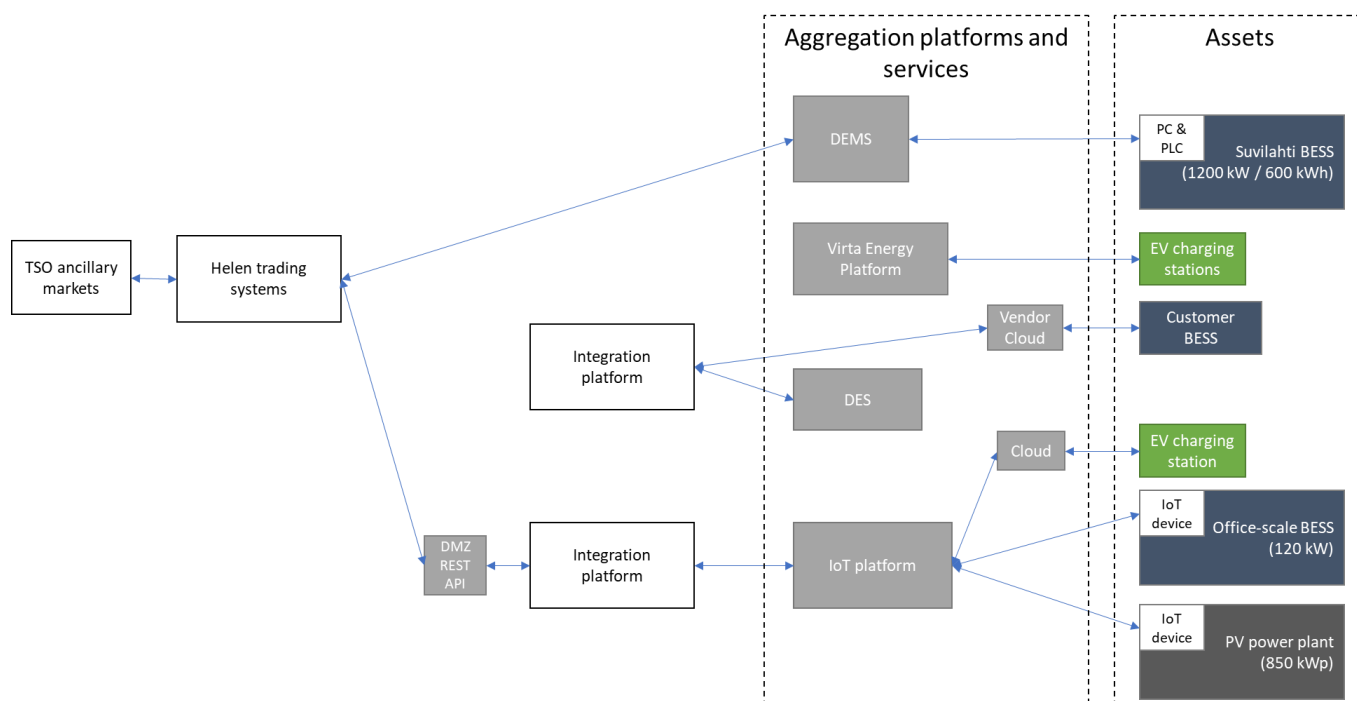 Aggregation platforms and
services
Assets
DEMS
PC &
PLC
Suvilahti BESS
(1200 kW / 600 kWh)
TSO ancillary
markets
Helen trading
systems
Virta Energy
Platform
EV charging
stations
Integration
platform
Vendor
Cloud
Customer
BESS
DES
Cloud
EV charging
station
DMZ
REST
API
Integration
platform
IoT platform
IoT
device
Office-scale BESS
(120 kW)
IoT
device
PV power plant
(850 kWp)